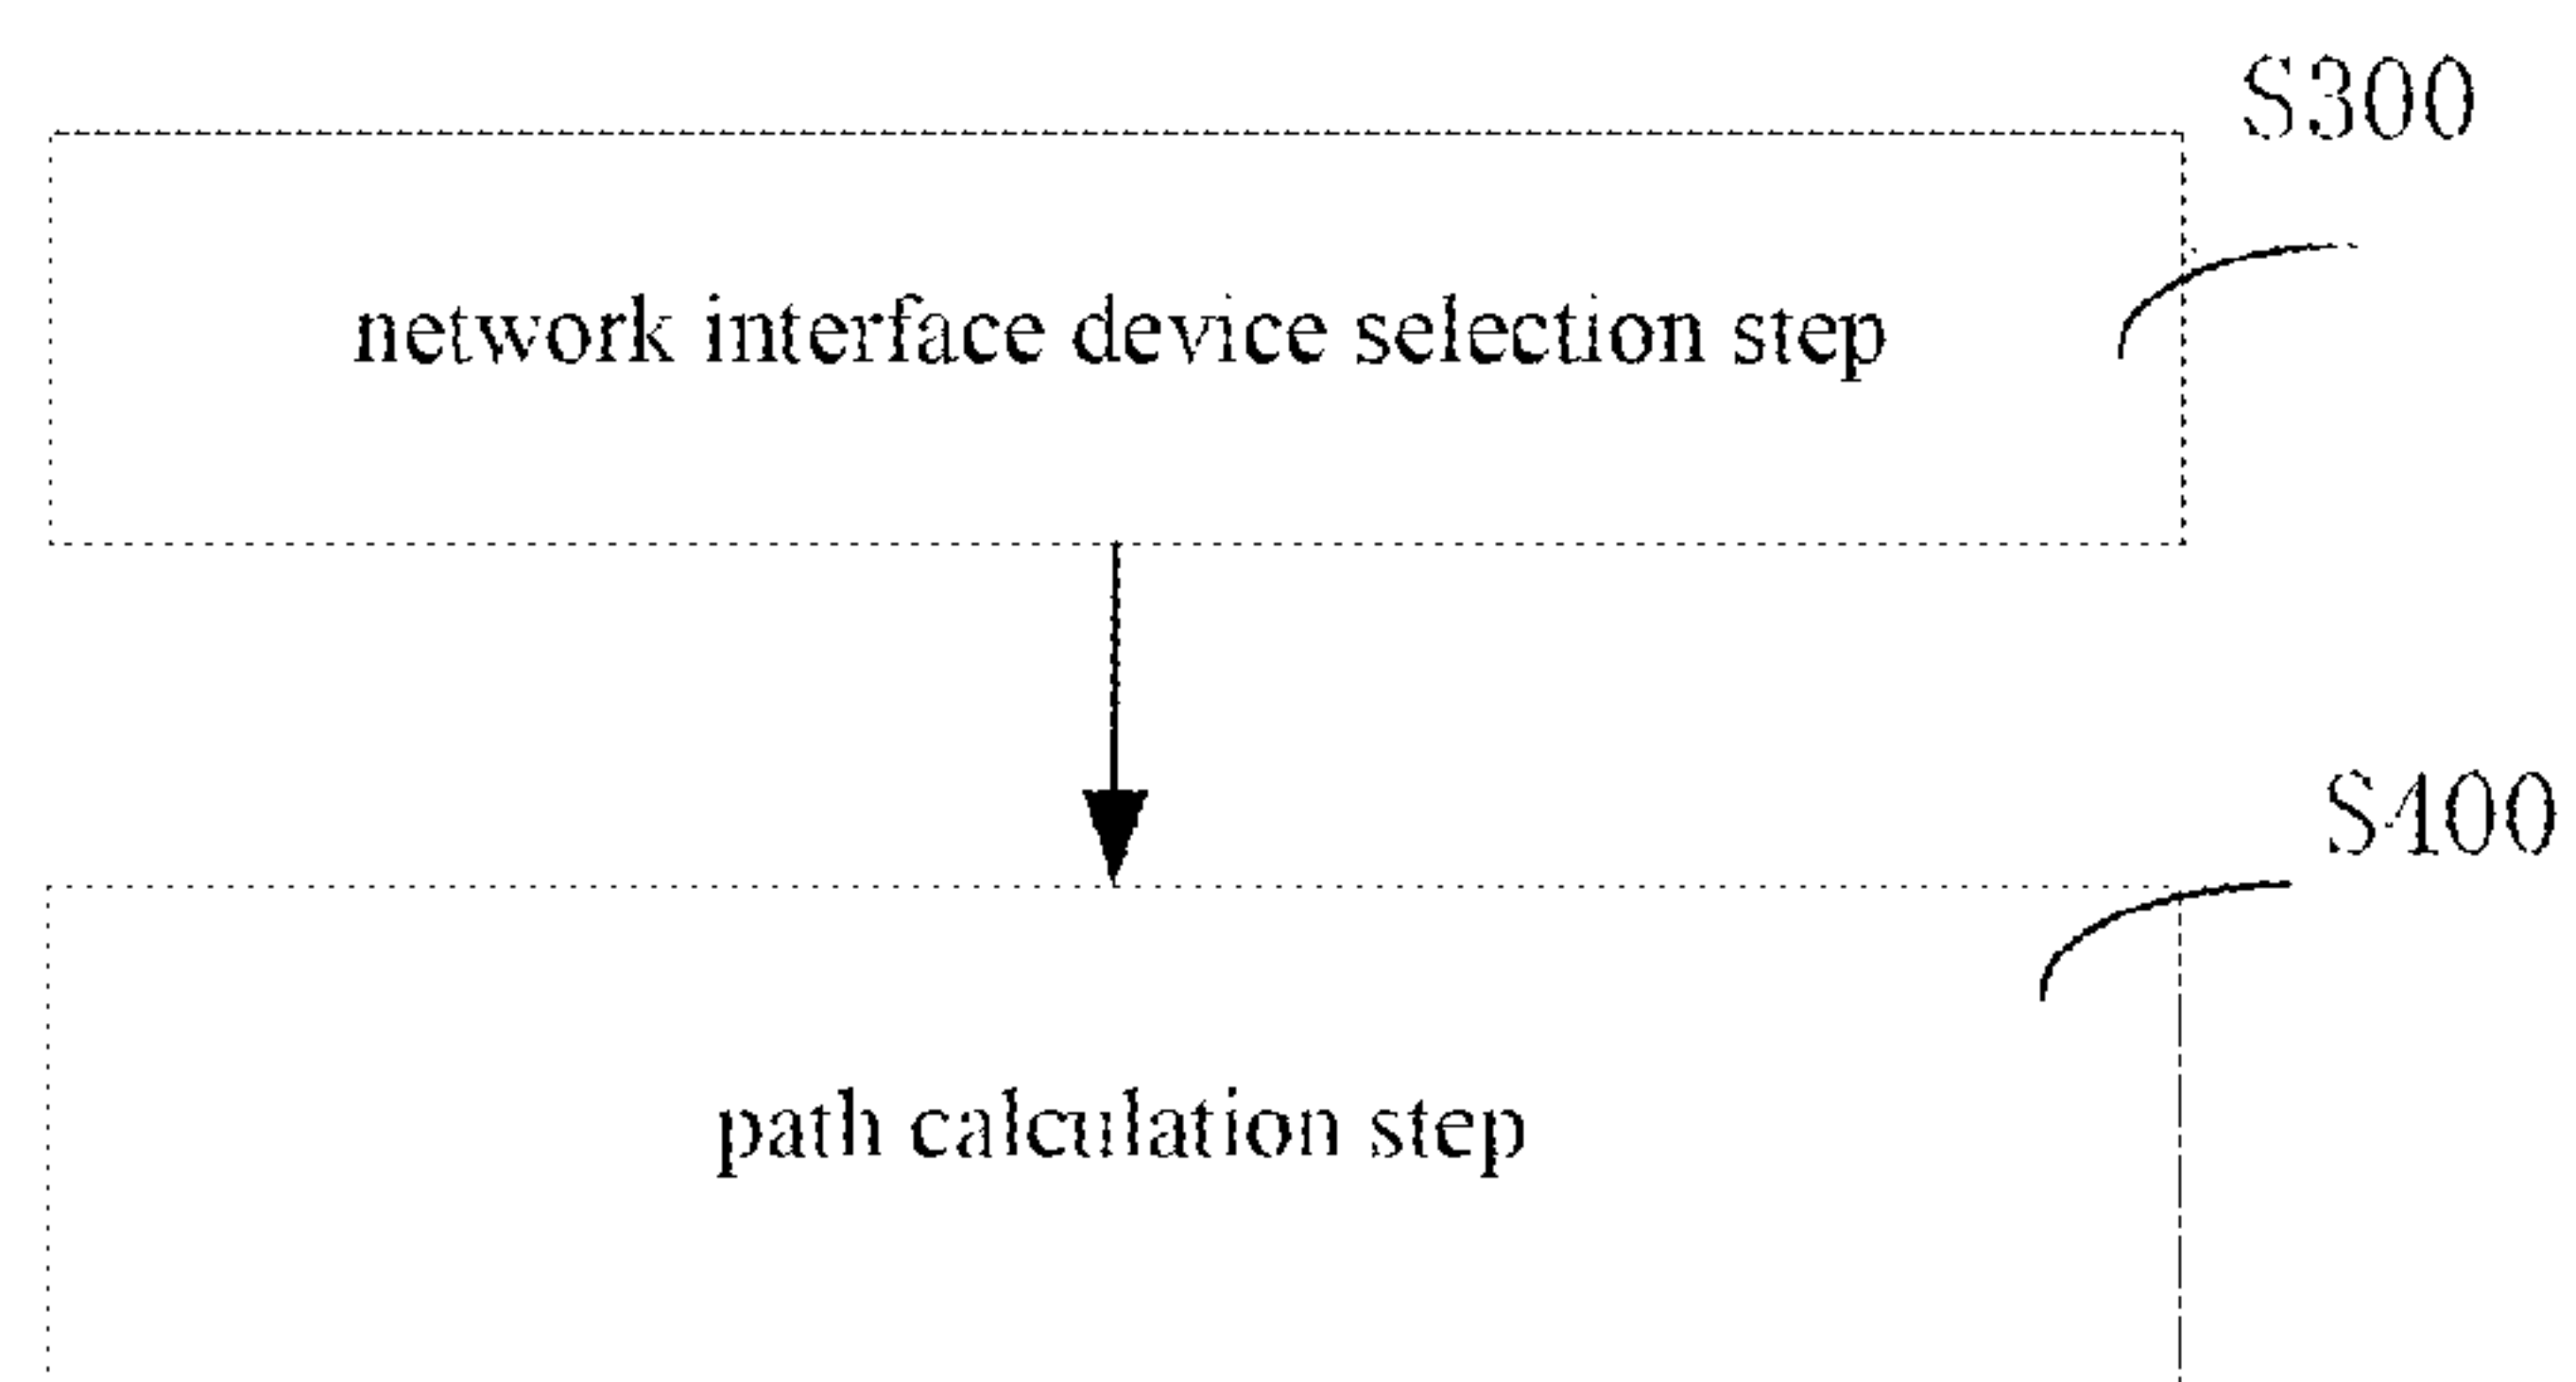 S300
network interface device selection step
S400
path calculation step